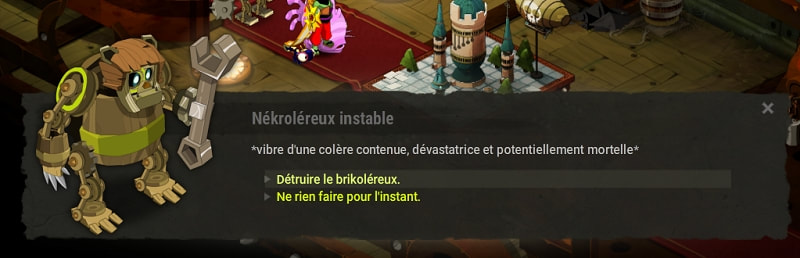 Nékroléreux instable
*vibre d'une colère contenue, dévastatrice et potentiellement mortelle*
Détruire le brikoléreux.
Ne rien faire pour l'instant.